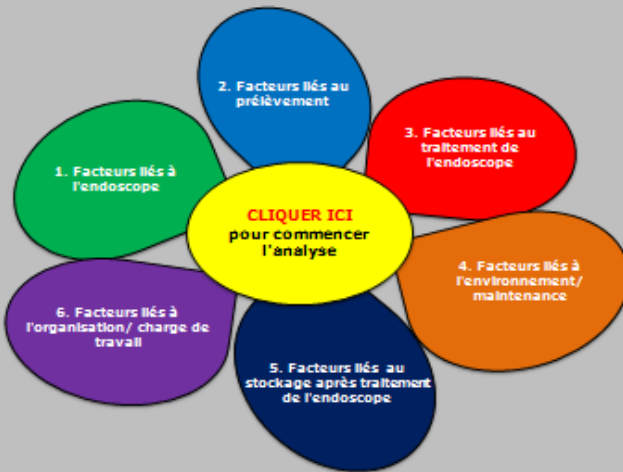 2. Facteurs liés au
prélèvement
3. Facteurs liés au
traitement de
l'endoscope
1. Facteurs liés à
l'endoscope
CLIQUER ICI
pour commencer
l'analyse
4. Facteurs liés à
l'environnement/
maintenance
6. Facteurs liés à
l'organisation/ charge de
travail
5. Facteurs liés au
stockage après traitement
de l'endoscope